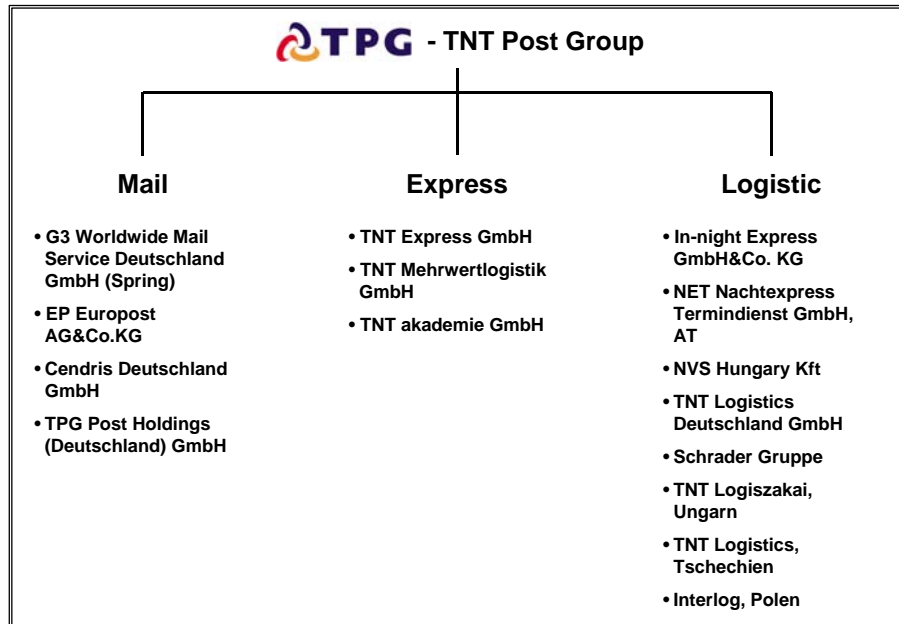 TPG - TNT Post Group
Mail
• G3 Worldwide Mail
Service Deutschland
GmbH (Spring)
• EP Europost
AG&Co.KG
• Cendris Deutschland
GmbH
• TPG Post Holdings
(Deutschland) GmbH
Express
• TNT Express GmbH
• TNT Mehrwertlogistik
GmbH
• TNT akademie GmbH
Logistic
• In-night Express
GmbH&Co. KG
• NET Nachtexpress
Termindienst GmbH,
AT
• NVS Hungary Kft
• TNT Logistics
Deutschland GmbH
• Schrader Gruppe
• TNT Logiszakai,
Ungarn
• TNT Logistics,
Tschechien
• Interlog, Polen